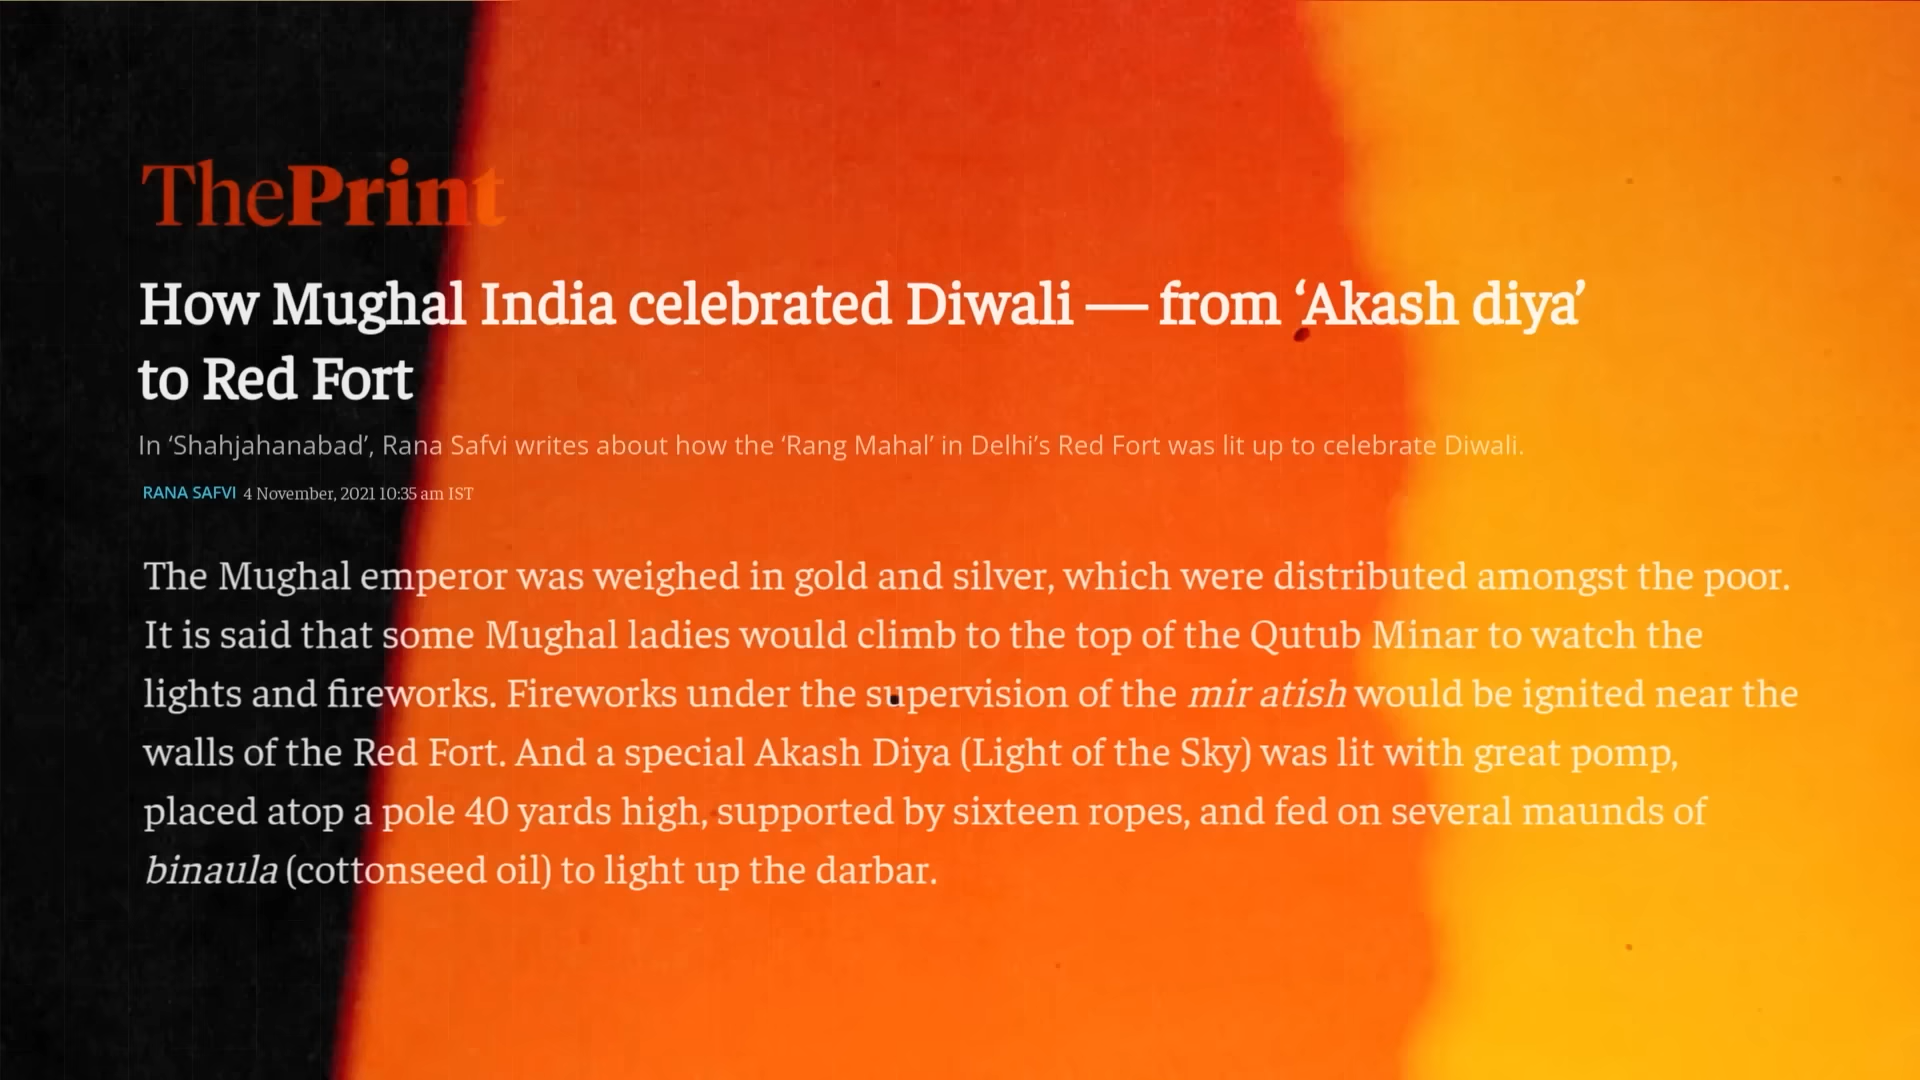 ThePrint
How Mughal India celebrated Diwali — from ‘Akash diya’
to Red Fort
In ‘Shahjahanabad’, Rana Safvi writes about how the ‘Rang Mahal’ in Delhi’s Red Fort was lit up to celebrate Diwali.
RANA SAFVI 4 November, 2021 10:35 am IST
The Mughal emperor was weighed in gold and silver, which were distributed amongst the poor.
It is said that some Mughal ladies would climb to the top of the Qutub Minar to watch the
lights and fireworks. Fireworks under the supervision of the mir atish would be ignited near the
walls of the Red Fort. And a special Akash Diya (Light of the Sky) was lit with great pomp,
placed atop a pole 40 yards high, supported by sixteen ropes, and fed on several maunds of
binaula (cottonseed oil) to light up the darbar.